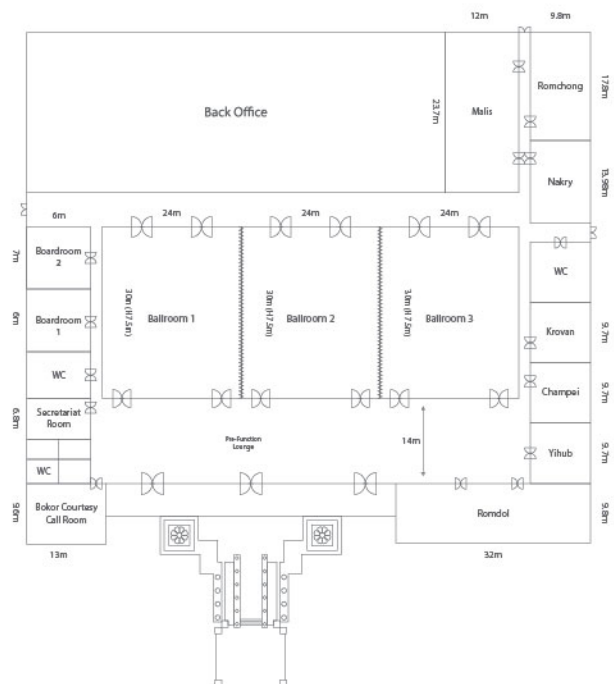 12m
9.8m
Back Office
23.7m
Malis
Romchong
17.8m
Nakry
13.98m
6m
24m
24m
24m
7m
Boardroom
2
6m
Boardroom
1
30m (H7.5m)
Ballroom 1
30m (H7.5m)
Ballroom 2
30m (H7.5m)
Ballroom 3
WC
Krovan
9.7m
WC
Champei
9.7m
6.8m
Secretariat
Room
Pre-Function
Lounge
14m
Yihub
9.7m
WC
9.6m
Bokor Courtesy
Call Room
Romdol
9.8m
13m
32m